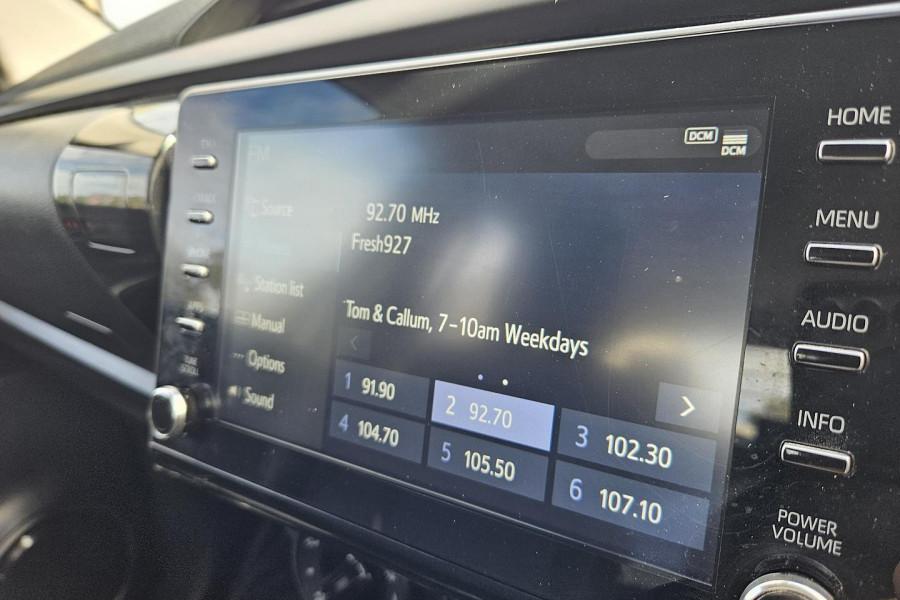 HOME
MENU
AUDIO
INFO
POWER
VOLUME
TUNE
SCROLL
FM
DCM
DCM
Source
Station list
Manual
Options
Sound
92.70 MHz
Fresh927
Tom & Callum, 7-10am Weekdays
1 91.90
2 92.70
3 102.30
4 104.70
5 105.50
6 107.10